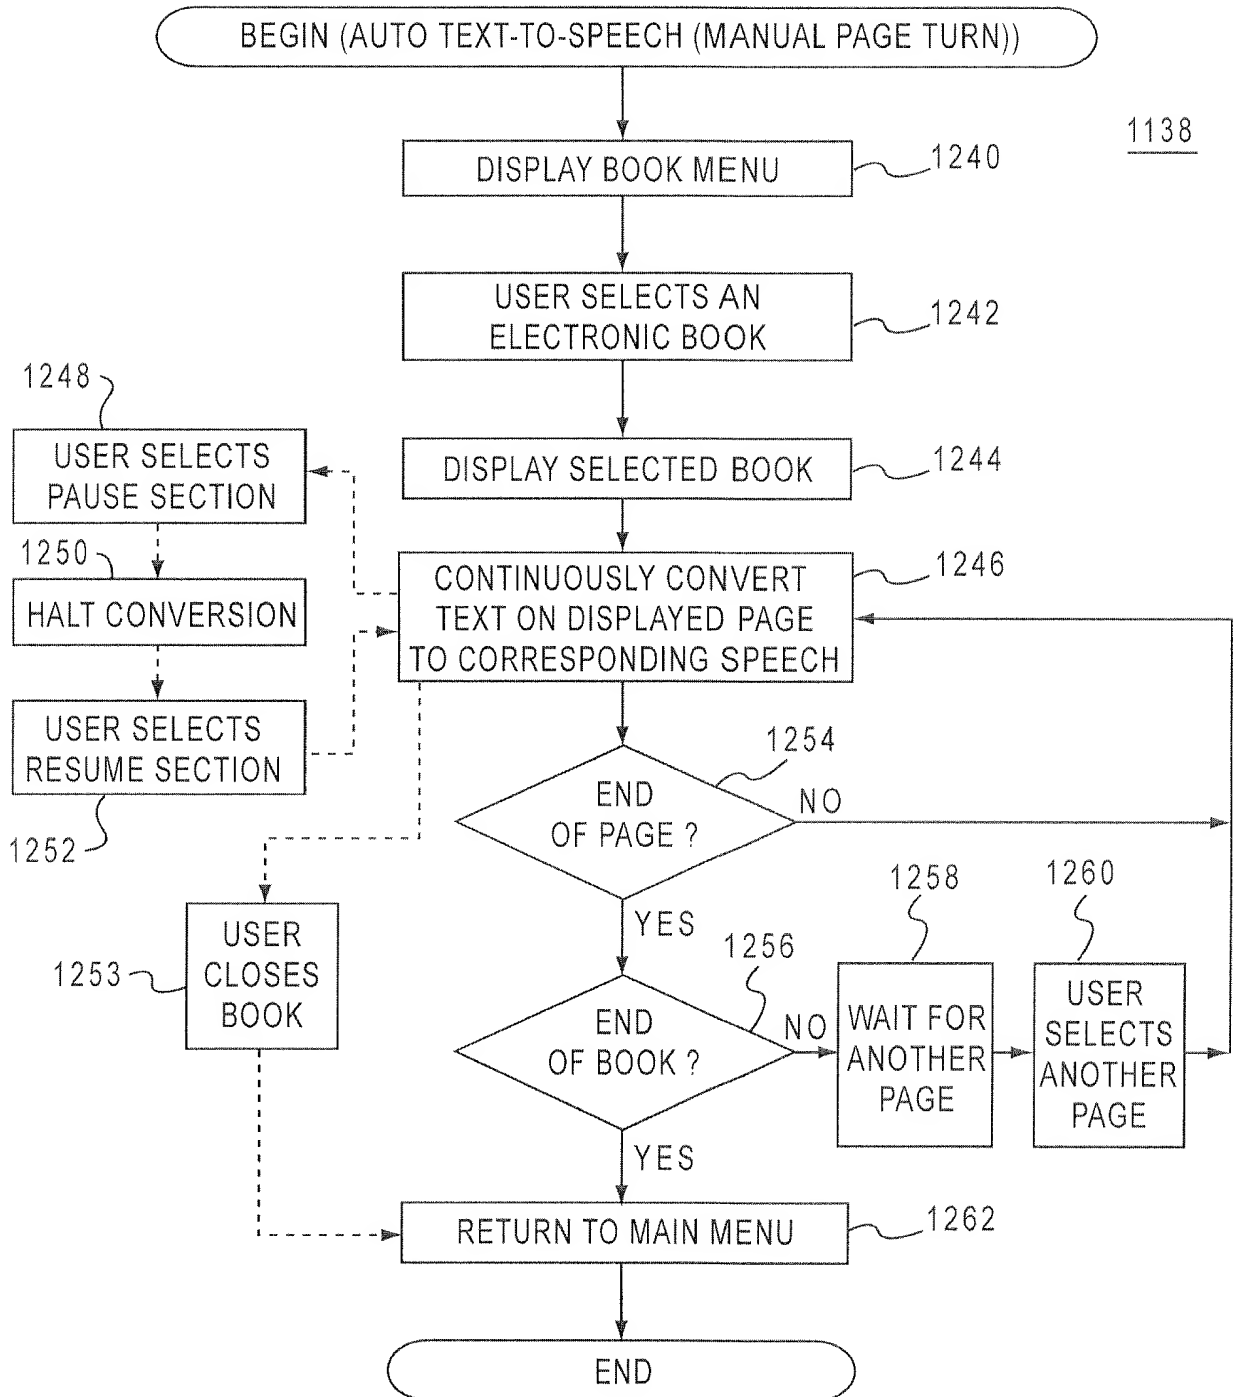 BEGIN (AUTO TEXT-TO-SPEECH (MANUAL PAGE TURN))
1138
DISPLAY BOOK MENU
1240
USER SELECTS AN
ELECTRONIC BOOK
1242
1248
USER SELECTS
PAUSE SECTION
DISPLAY SELECTED BOOK
1244
1250
HALT CONVERSION
CONTINUOUSLY CONVERT
TEXT ON DISPLAYED PAGE
TO CORRESPONDING SPEECH
1246
USER SELECTS
RESUME SECTION
1252
1254
END
OF PAGE ?
NO
YES
USER
CLOSES
BOOK
1253
1256
END
OF BOOK ?
NO
1258
WAIT FOR
ANOTHER
PAGE
1260
USER
SELECTS
ANOTHER
PAGE
YES
RETURN TO MAIN MENU
1262
END